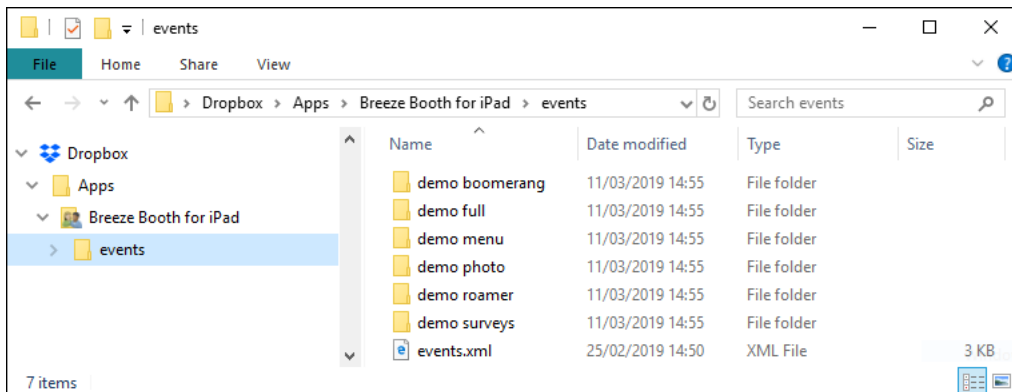 events
File Home Share View
Dropbox > Apps > Breeze Booth for iPad > events
Search events
Dropbox
Apps
Breeze Booth for iPad
events
Name Date modified Type Size
demo boomerang 11/03/2019 14:55 File folder
demo full 11/03/2019 14:55 File folder
demo menu 11/03/2019 14:55 File folder
demo photo 11/03/2019 14:55 File folder
demo roamer 11/03/2019 14:55 File folder
demo surveys 11/03/2019 14:55 File folder
events.xml 25/02/2019 14:50 XML File 3 KB
7 items